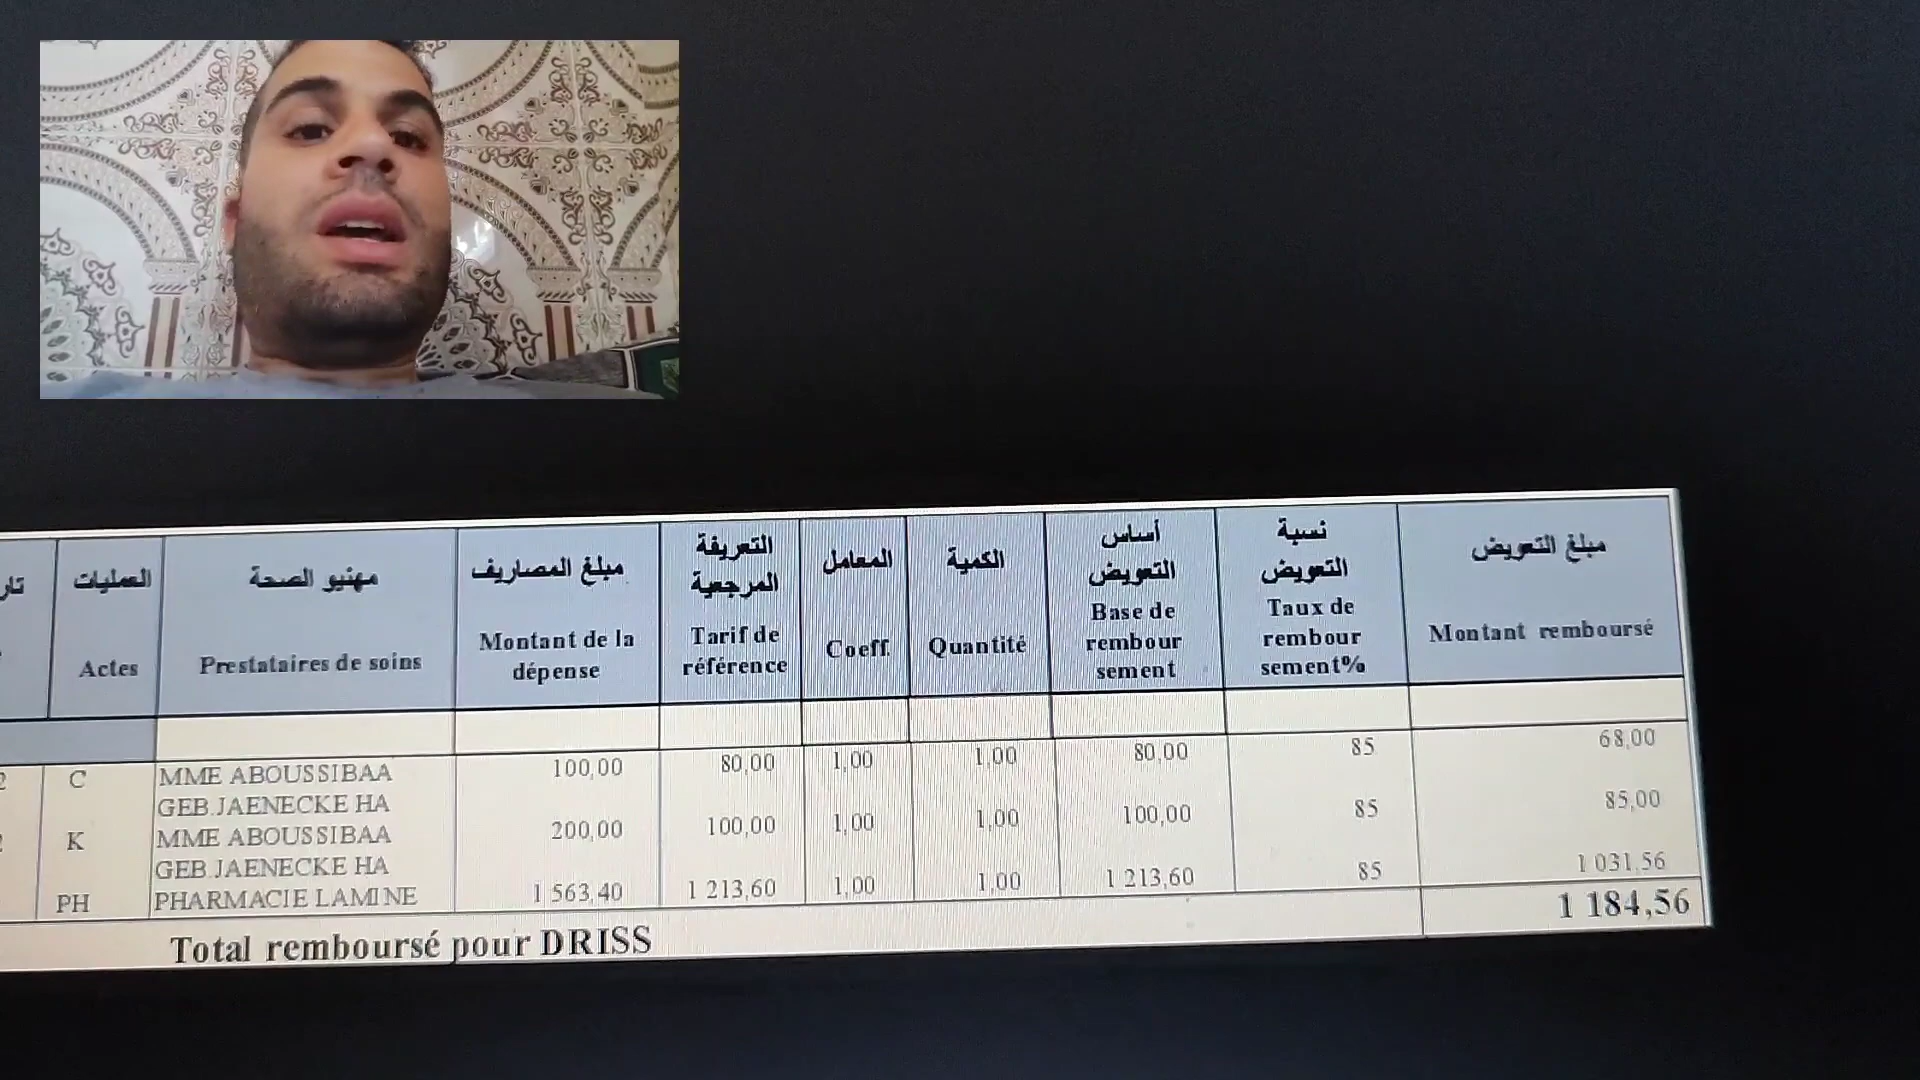 العمليات
مهنيو الصحة
مبلغ المصاريف
التعريفة
المرجعية
المعامل
الكمية
أساس
التعويض
نسبة
التعويض
مبلغ التعويض
Actes
Prestataires de soins
Montant de la
dépense
Tarif de
référence
Coeff.
Quantité
Base de
rembour
sement
Taux de
rembour
sement%
Montant remboursé
C MME ABOUSSIBAA 100,00 80,00 1,00 1,00 80,00 85 68,00
GEB.JAENECKE HA
K MME ABOUSSIBAA 200,00 100,00 1,00 1,00 100,00 85 85,00
GEB.JAENECKE HA
PH PHARMACIE LAMINE 1 563,40 1 213,60 1,00 1,00 1 213,60 85 1 031,56
Total remboursé pour DRISS 1 184,56